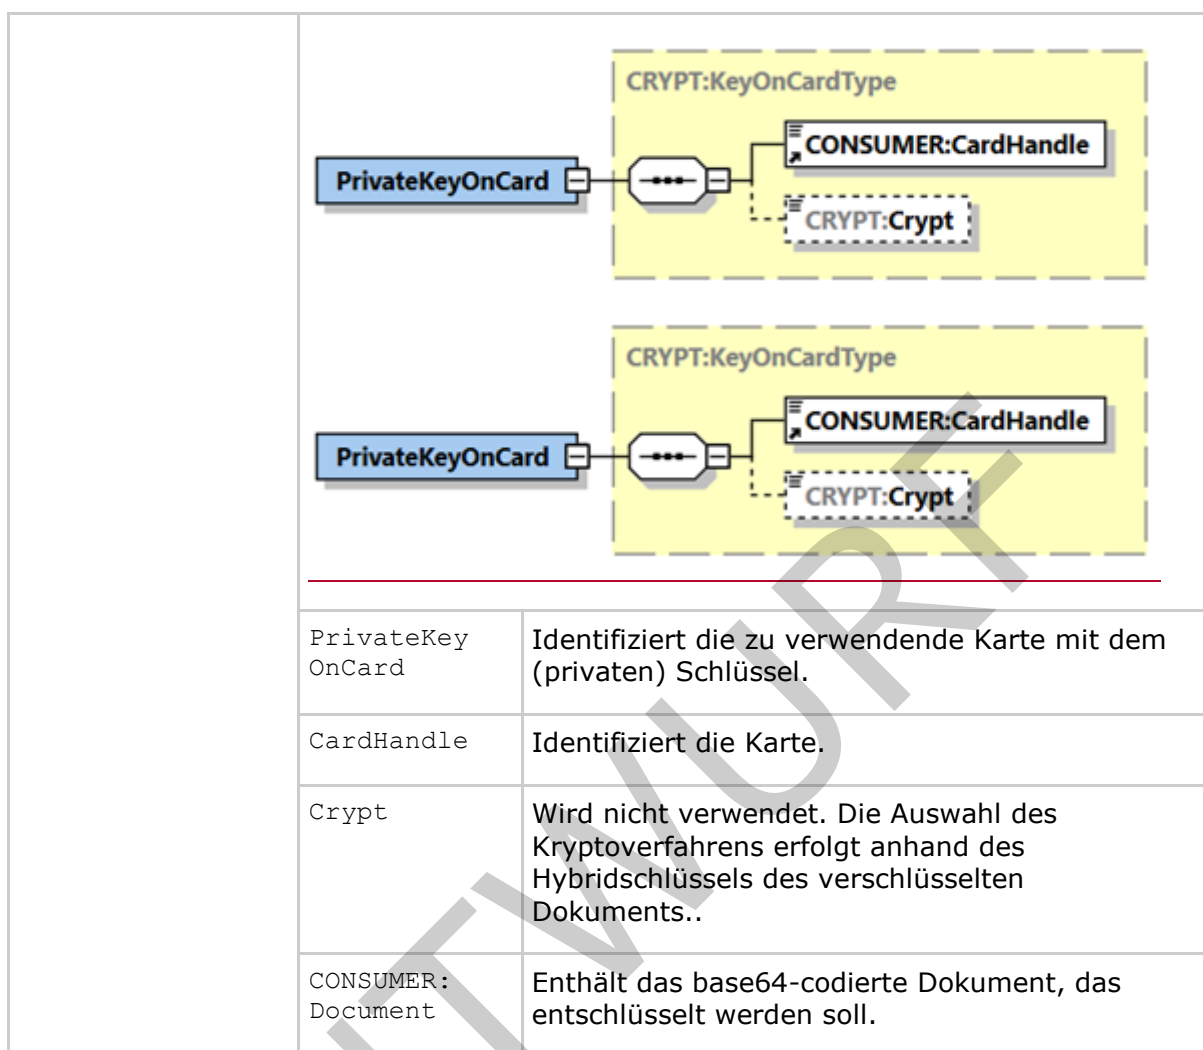 CRYPT:KeyOnCardType
CONSUMER:CardHandle
PrivateKeyOnCard
CRYPT:Crypt
CRYPT:KeyOnCardType
CONSUMER:CardHandle
PrivateKeyOnCard
CRYPT:Crypt
PrivateKey
OnCard
Identifiziert die zu verwendende Karte mit dem
(privaten) Schlüssel.
CardHandle
Identifiziert die Karte.
Crypt
Wird nicht verwendet. Die Auswahl des
Kryptoverfahrens erfolgt anhand des
Hybridschlüssels des verschlüsselten
Dokuments..
CONSUMER:
Document
Enthält das base64-codierte Dokument, das
entschlüsselt werden soll.
TWURF